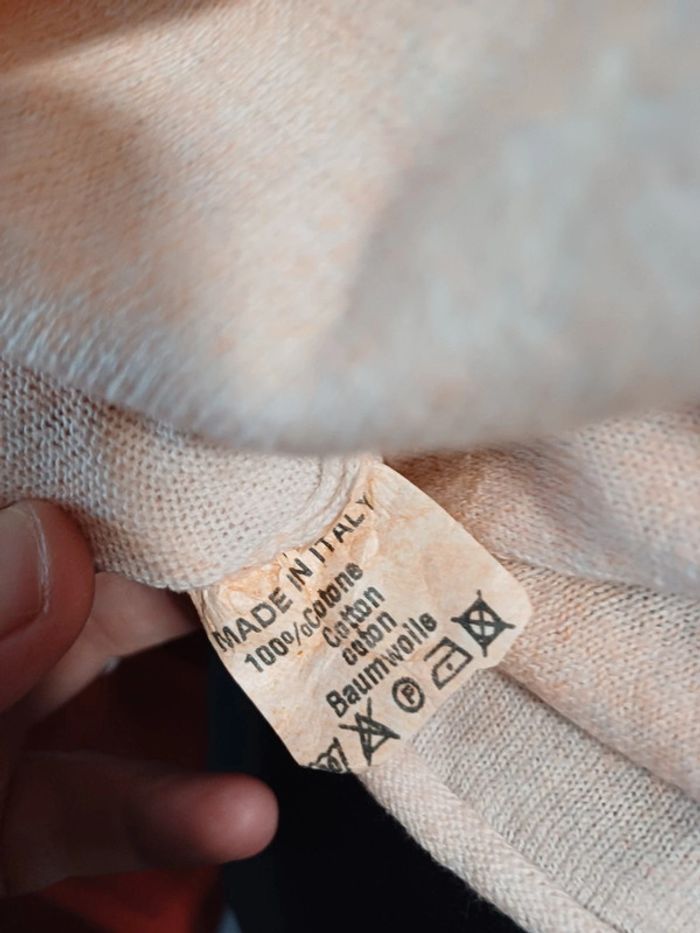 MADE IN ITALY
100%Cotone
Cotton
coton
Baumwolle
P